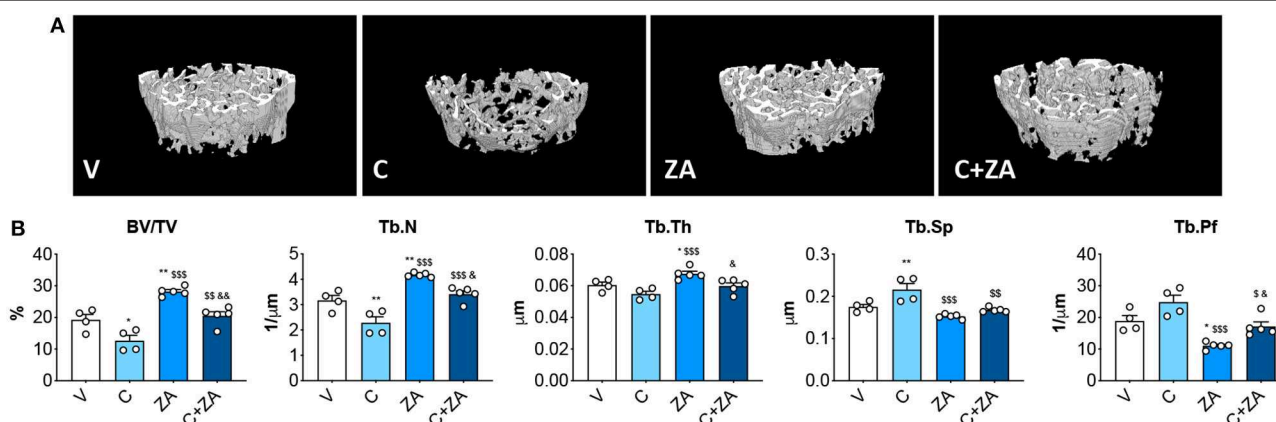 A
V
C
ZA
C+ZA
B
BV/TV
Tb.N
Tb.Th
Tb.Sp
Tb.Pf
%
40
30
20
10
0
*
** $$$
$$ &&
V
C
ZA
C+ZA
1/μm
5
4
3
2
1
0
**
** $$$
$$$ &
V
C
ZA
C+ZA
μm
0.08
0.06
0.04
0.02
0.00
* $$$
&
V
C
ZA
C+ZA
μm
0.3
0.2
0.1
0.0
**
$$$
$$
V
C
ZA
C+ZA
1/μm
40
30
20
10
0
* $$$
$ &
V
C
ZA
C+ZA